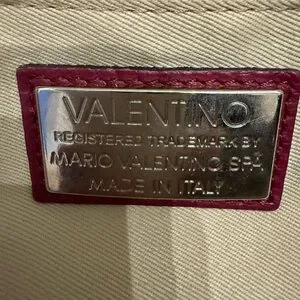 VALENTINO
REGISTERED TRADEMARK BY
MARIO VALENTINO SPA
MADE IN ITALY